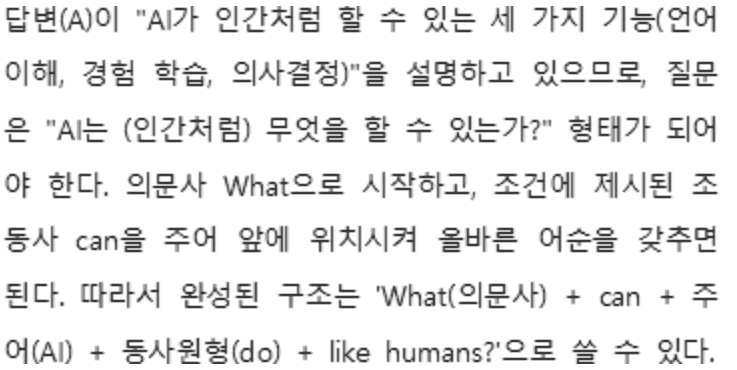 답변(A)이 "AI가 인간처럼 할 수 있는 세 가지 기능(언어
이해, 경험 학습, 의사결정)"을 설명하고 있으므로, 질문
은 "AI는 (인간처럼) 무엇을 할 수 있는가?" 형태가 되어
야 한다. 의문사 What으로 시작하고, 조건에 제시된 조
동사 can을 주어 앞에 위치시켜 올바른 어순을 갖추면
된다. 따라서 완성된 구조는 'What(의문사) + can + 주
어(AI) + 동사원형(do) + like humans?'으로 쓸 수 있다.